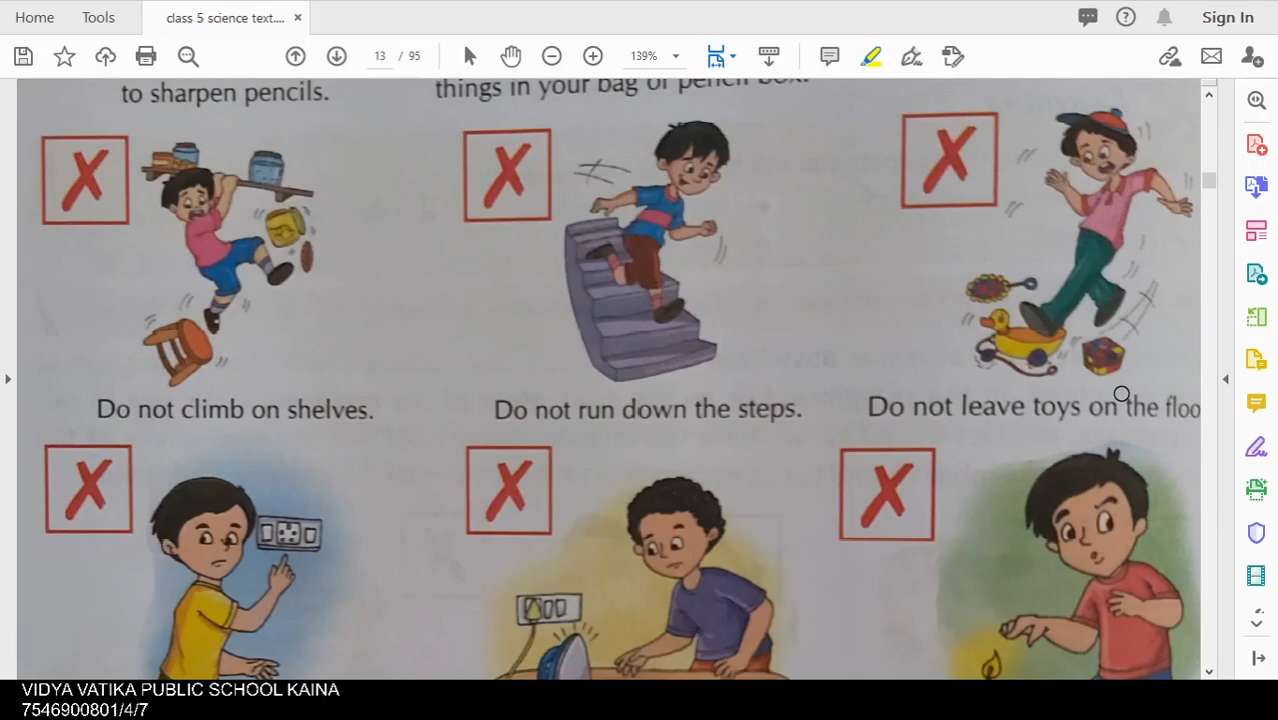 Home
Tools
class 5 science text....
Sign In
13 / 95
139%
to sharpen pencils.
things in your bag or pencil box.
Do not climb on shelves.
Do not run down the steps.
Do not leave toys on the floo
VIDYA VATIKA PUBLIC SCHOOL KAINA
7546900801/4/7